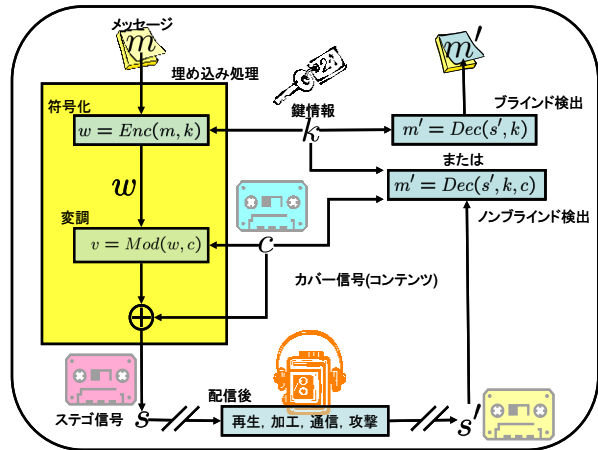 メッセージ
m
m′
埋め込み処理
符号化
鍵情報
ブラインド検出
w = Enc(m, k)
k
m′ = Dec(s′, k)
または
w
m′ = Dec(s′, k, c)
変調
ノンブラインド検出
v = Mod(w, c)
c
カバー信号(コンテンツ)
配信後
ステゴ信号
s
再生, 加工, 通信, 攻撃
s′